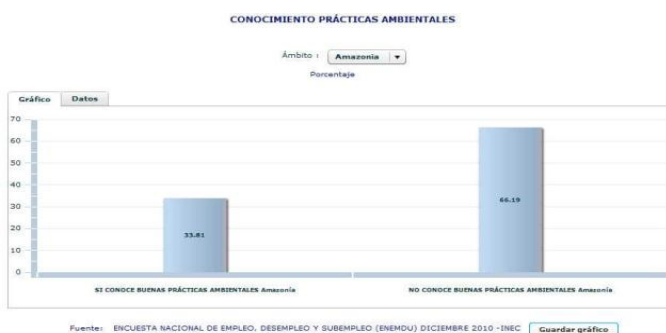 CONOCIMIENTO PRÁCTICAS AMBIENTALES
Ámbito : Amazonia
Porcentaje
Gráfico Datos
70
60
50
40
30
20
10
0
33.81
66.19
SI CONOCE BUENAS PRÁCTICAS AMBIENTALES Amazonia
NO CONOCE BUENAS PRÁCTICAS AMBIENTALES Amazonia
Fuente: ENCUESTA NACIONAL DE EMPLEO, DESEMPLEO Y SUBEMPLEO (ENEMDU) DICIEMBRE 2010 -INEC Guardar gráfico